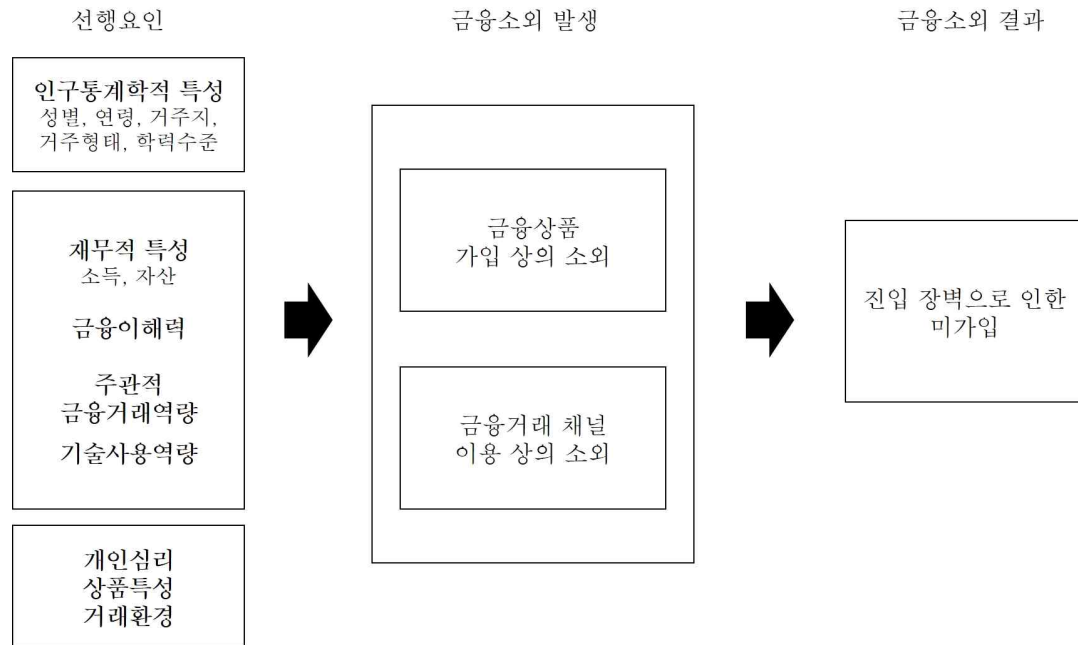 선행요인
금융소외 발생
금융소외 결과
인구통계학적 특성
성별, 연령, 거주지,
거주형태, 학력수준
재무적 특성
소득, 자산
금융이해력
주관적
금융거래역량
기술사용역량
개인심리
상품특성
거래환경
금융상품
가입 상의 소외
금융거래 채널
이용 상의 소외
진입 장벽으로 인한
미가입